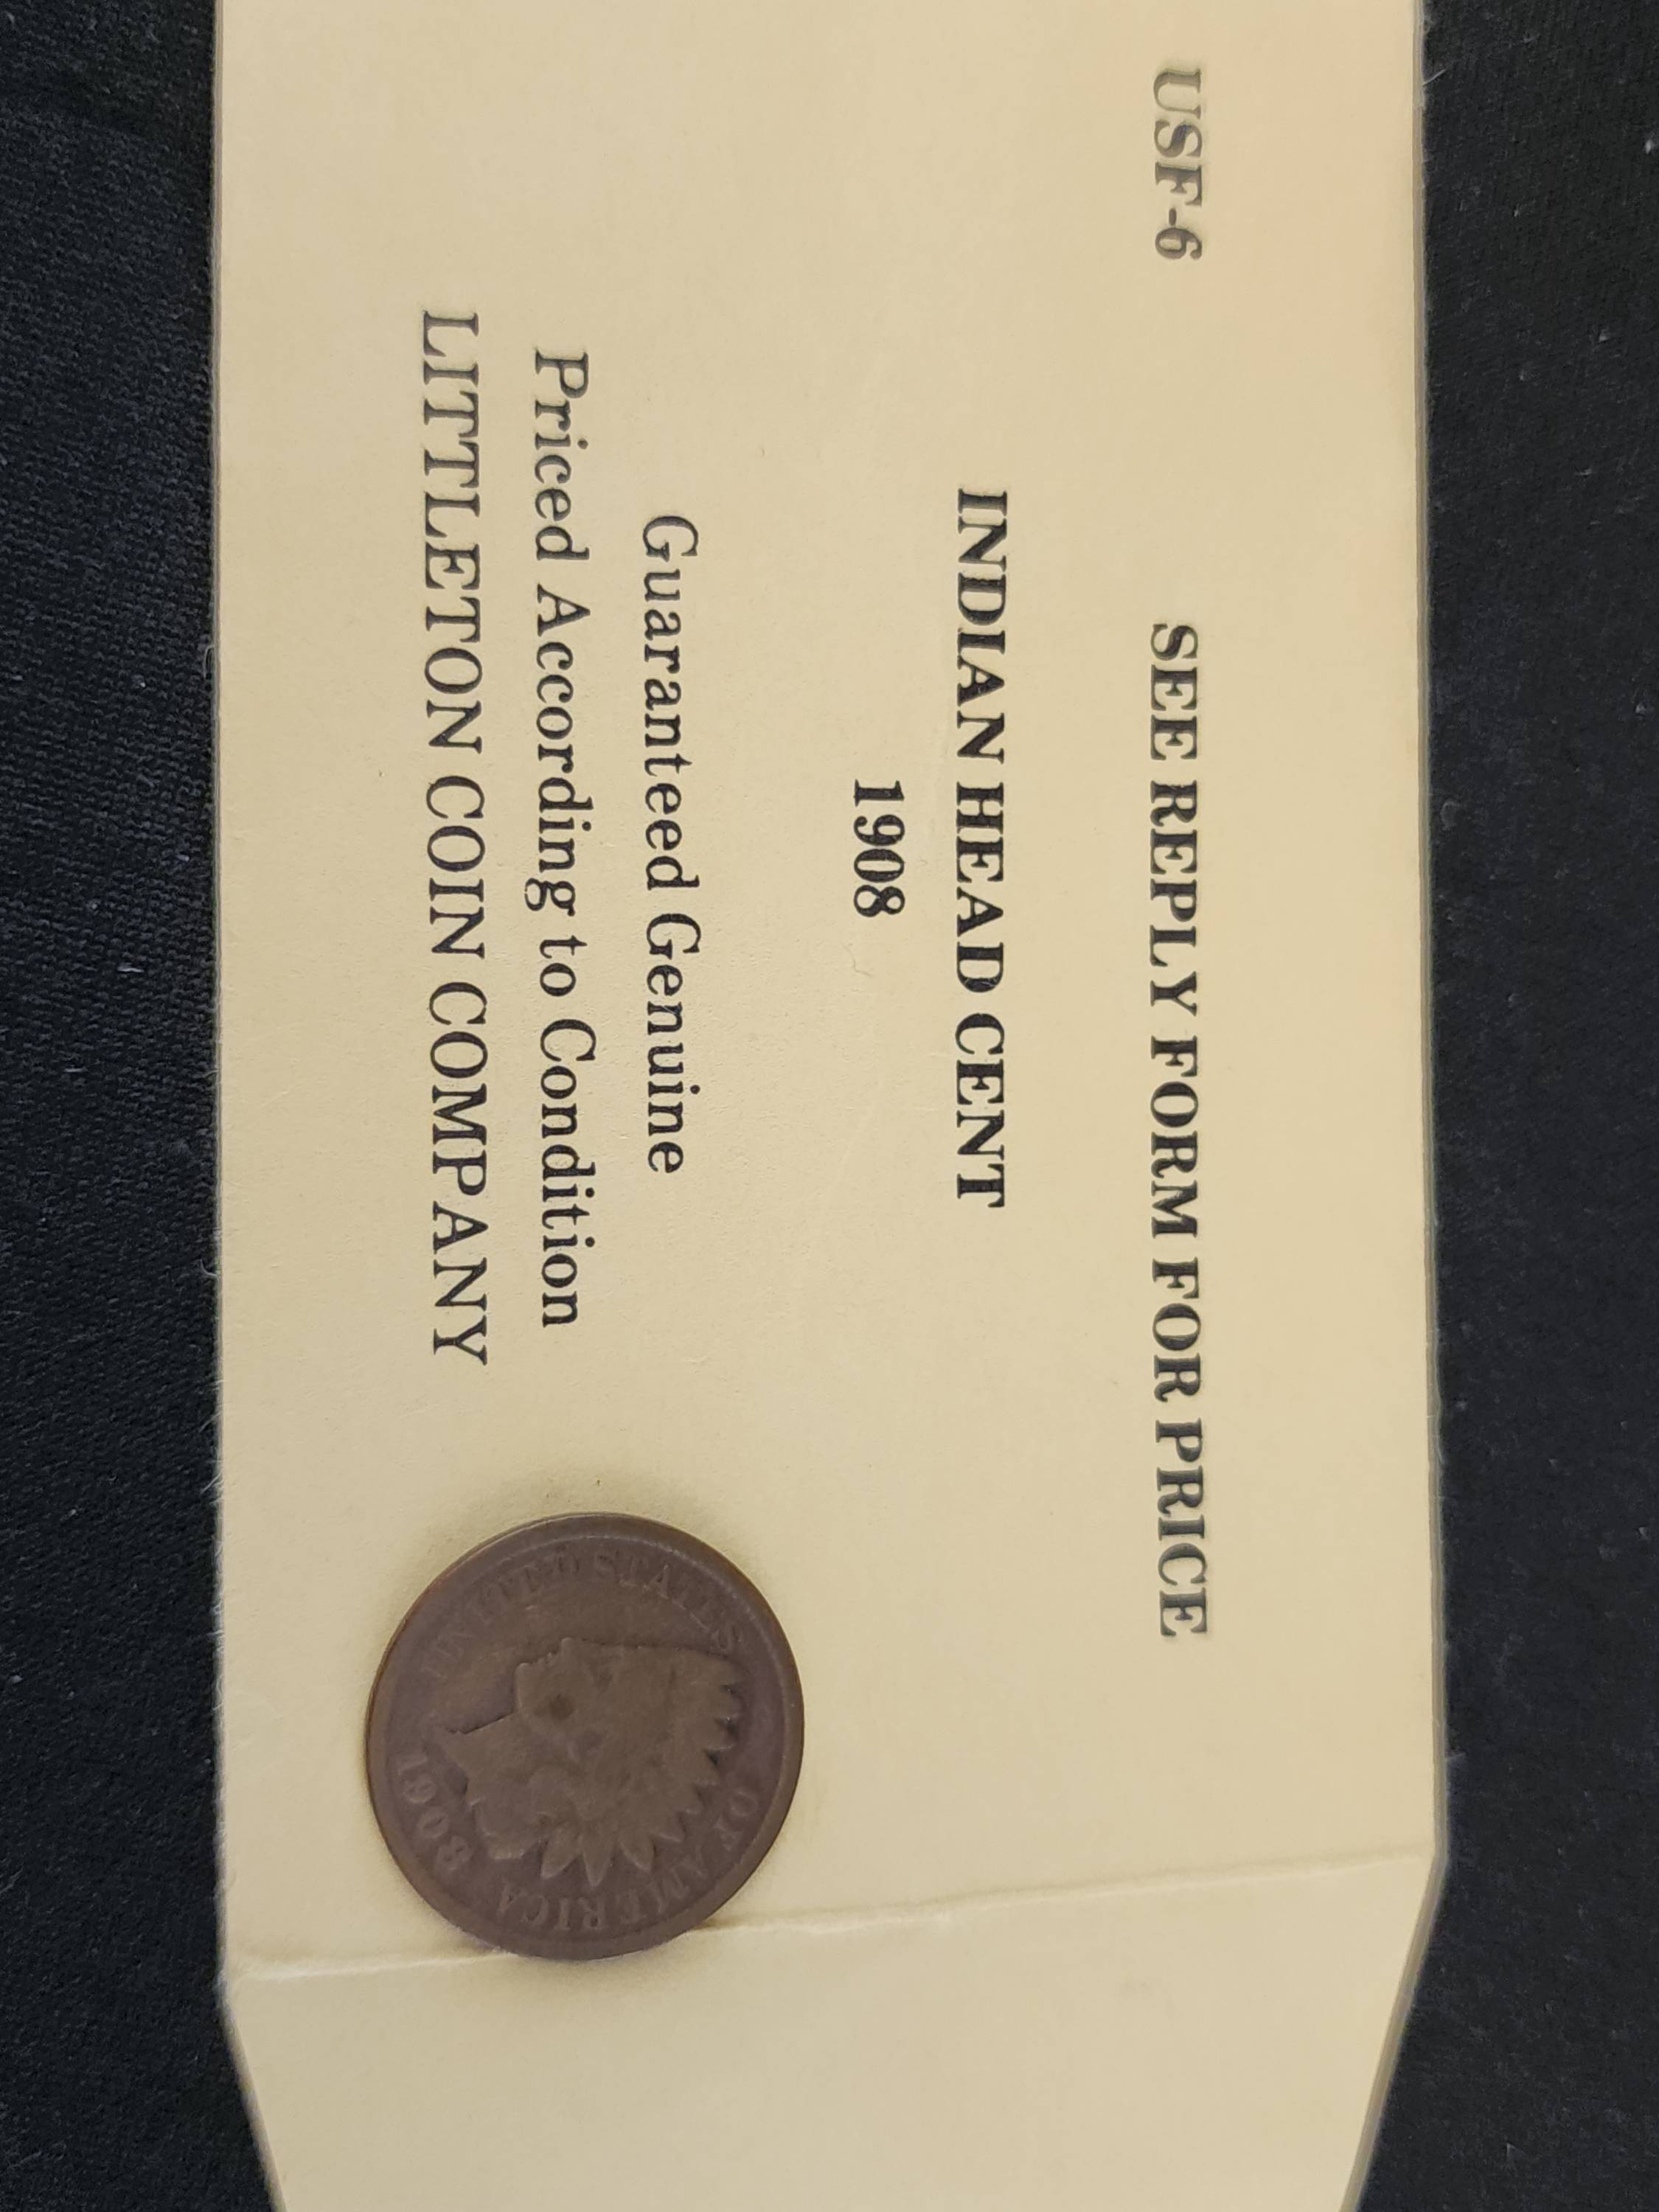 USF-6 SEE REPLY FORM FOR PRICE
INDIAN HEAD CENT
1908
Guaranteed Genuine
Priced According to Condition
LITTLETON COIN COMPANY
UNITED STATES OF AMERICA
1908